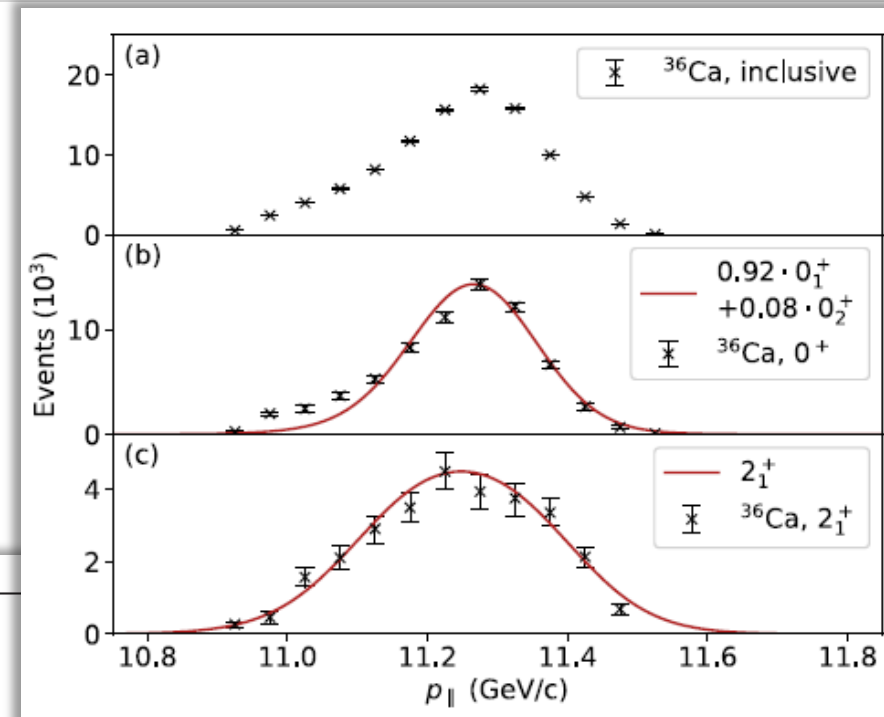 (a)
³⁶Ca, inclusive
20
10
0
(b)
0.92 · 0₁⁺
+0.08 · 0₂⁺
³⁶Ca, 0⁺
10
0
Events (10³)
(c)
2₁⁺
³⁶Ca, 2₁⁺
4
2
0
10.8 11.0 11.2 11.4 11.6 11.8
p∥ (GeV/c)